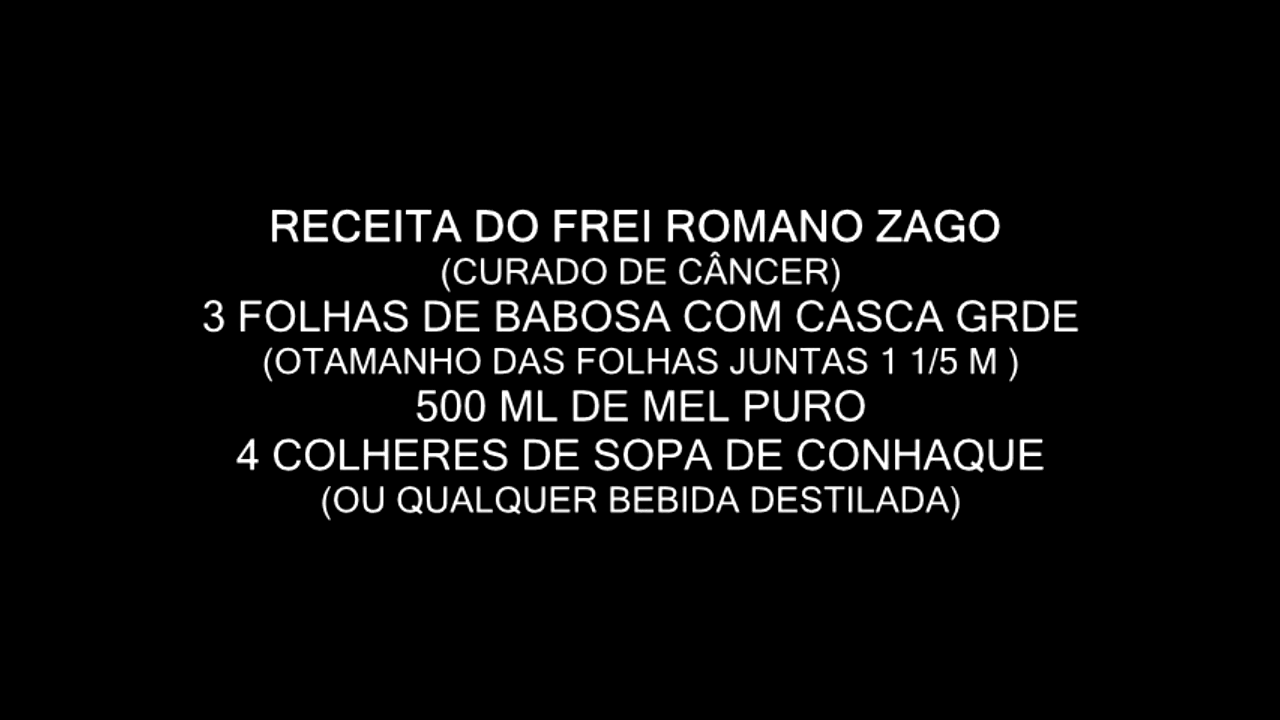 RECEITA DO FREI ROMANO ZAGO
(CURADO DE CÂNCER)
3 FOLHAS DE BABOSA COM CASCA GRDE
(OTAMANHO DAS FOLHAS JUNTAS 1 1/5 M )
500 ML DE MEL PURO
4 COLHERES DE SOPA DE CONHAQUE
(OU QUALQUER BEBIDA DESTILADA)